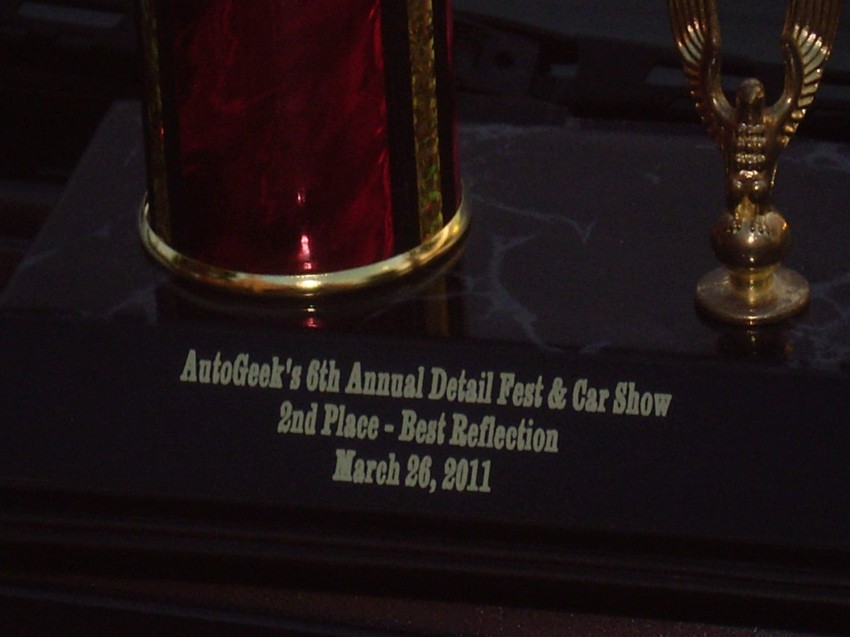 AutoGeek's 6th Annual Detail Fest & Car Show
2nd Place - Best Reflection
March 26, 2011